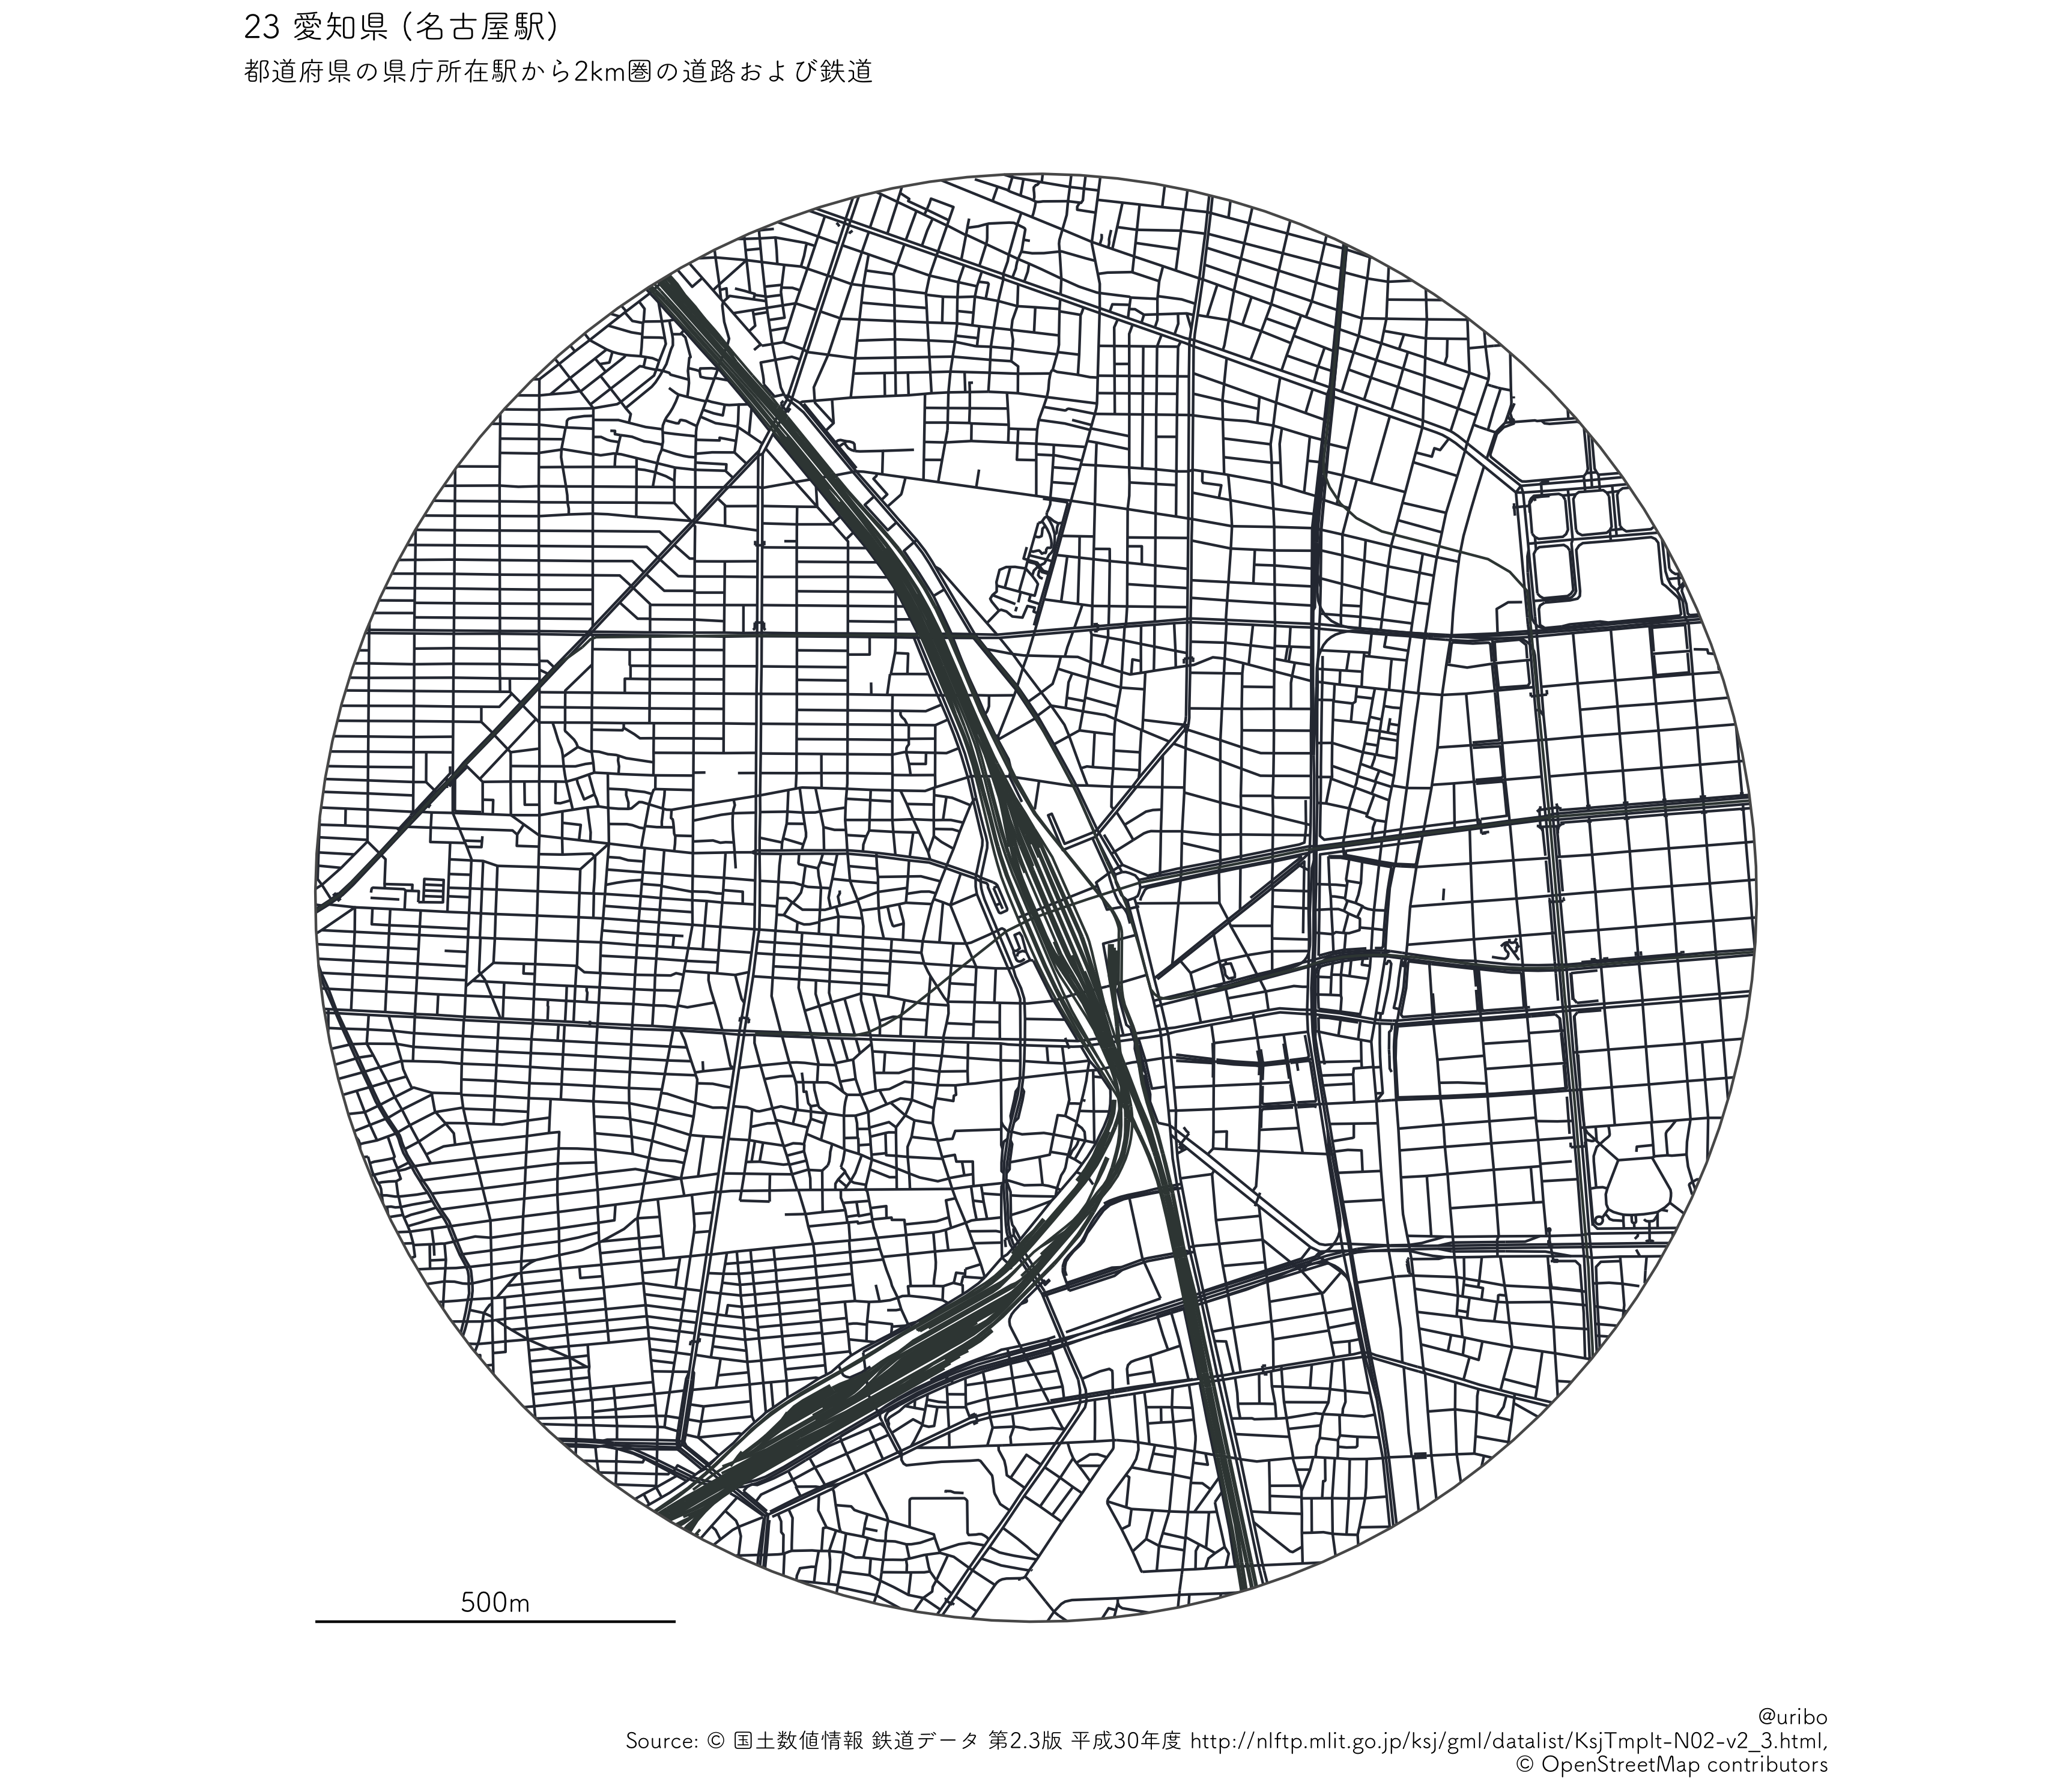 23 愛知県 (名古屋駅)
都道府県の県庁所在駅から2km圏の道路および鉄道
500m
@uribo
Source: © 国土数値情報 鉄道データ 第2.3版 平成30年度 http://nlftp.mlit.go.jp/ksj/gml/datalist/KsjTmplt-N02-v2_3.html,
© OpenStreetMap contributors